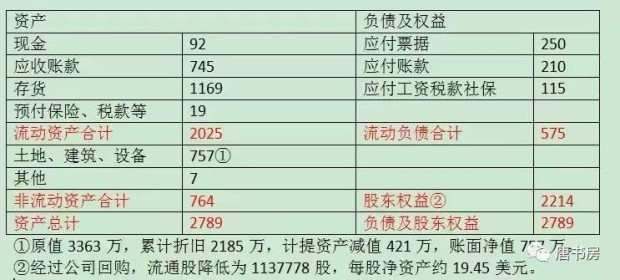 资产 负债及权益
现金 92 应付票据 250
应收账款 745 应付账款 210
存货 1169 应付工资税款社保 115
预付保险、税款等 19
流动资产合计 2025 流动负债合计 575
土地、建筑、设备 757①
其他 7
非流动资产合计 764 股东权益② 2214
资产总计 2789 负债及股东权益 2789
①原值 3363 万，累计折旧 2185 万，计提资产减值 421 万，账面净值 757 万
②经过公司回购，流通股降低为 1137778 股，每股净资产约 19.45 美元。
唐书房